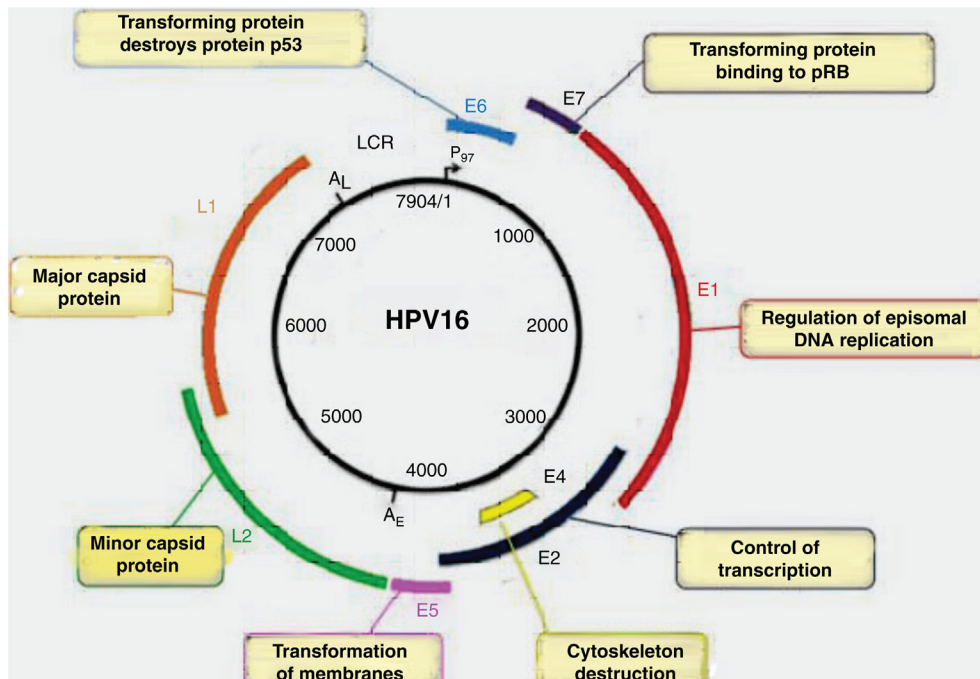 Transforming protein
destroys protein p53
Transforming protein
binding to pRB
E6
E7
LCR
P97
AL
7904/1
L1
7000
1000
Major capsid
protein
E1
6000
HPV16
2000
Regulation of episomal
DNA replication
5000
3000
4000
E4
AE
L2
E2
Minor capsid
protein
Control of
transcription
E5
Transformation
of membranes
Cytoskeleton
destruction